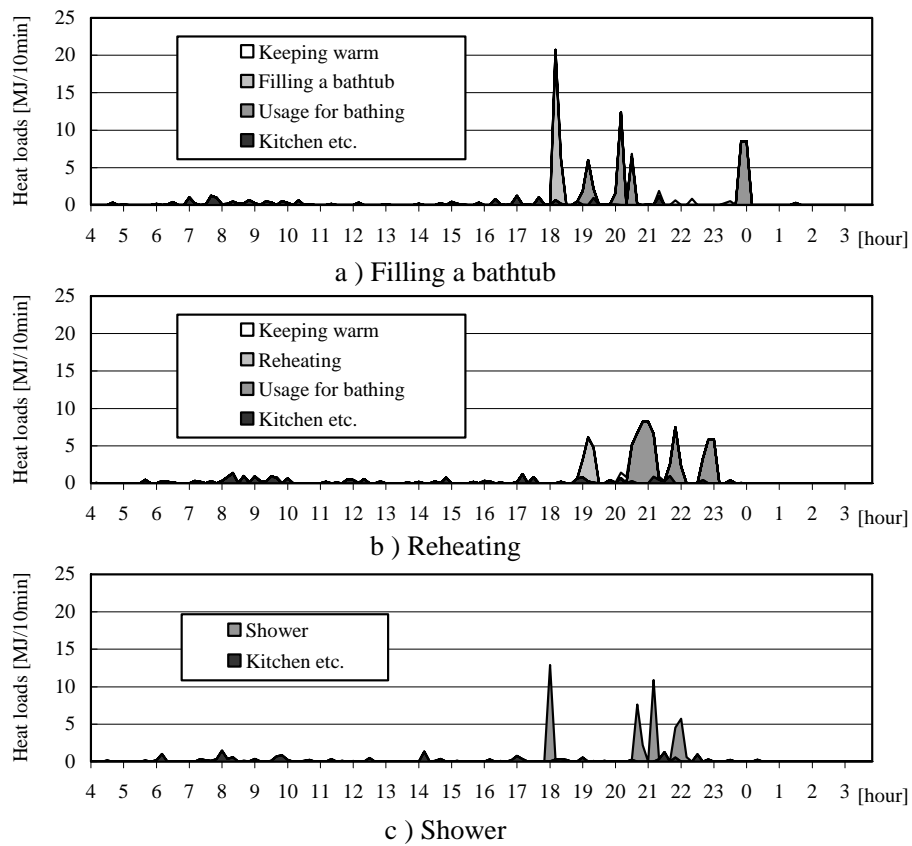 25
20
15
10
5
0
Heat loads [MJ/10min]
Keeping warm
Filling a bathtub
Usage for bathing
Kitchen etc.
4 5 6 7 8 9 10 11 12 13 14 15 16 17 18 19 20 21 22 23 0 1 2 3 [hour]
a ) Filling a bathtub
25
20
15
10
5
0
Heat loads [MJ/10min]
Keeping warm
Reheating
Usage for bathing
Kitchen etc.
4 5 6 7 8 9 10 11 12 13 14 15 16 17 18 19 20 21 22 23 0 1 2 3 [hour]
b ) Reheating
25
20
15
10
5
0
Heat loads [MJ/10min]
Shower
Kitchen etc.
4 5 6 7 8 9 10 11 12 13 14 15 16 17 18 19 20 21 22 23 0 1 2 3 [hour]
c ) Shower